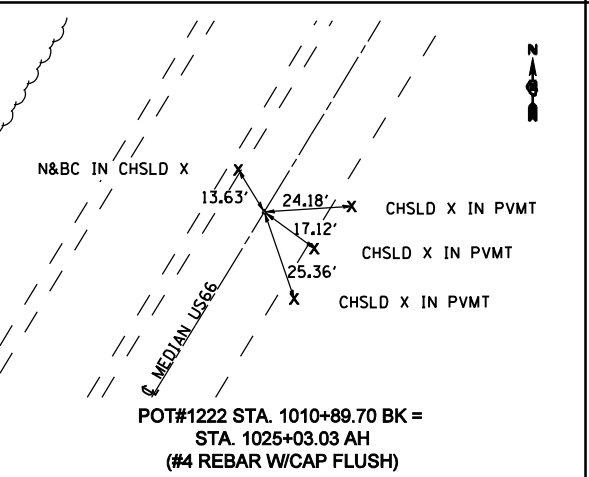 N
N&BC IN CHSLD X
13.63'
24.18'
CHSLD X IN PVMT
17.12'
CHSLD X IN PVMT
25.36'
CHSLD X IN PVMT
℄ MEDIAN US66
POT#1222 STA. 1010+89.70 BK =
STA. 1025+03.03 AH
(#4 REBAR W/CAP FLUSH)